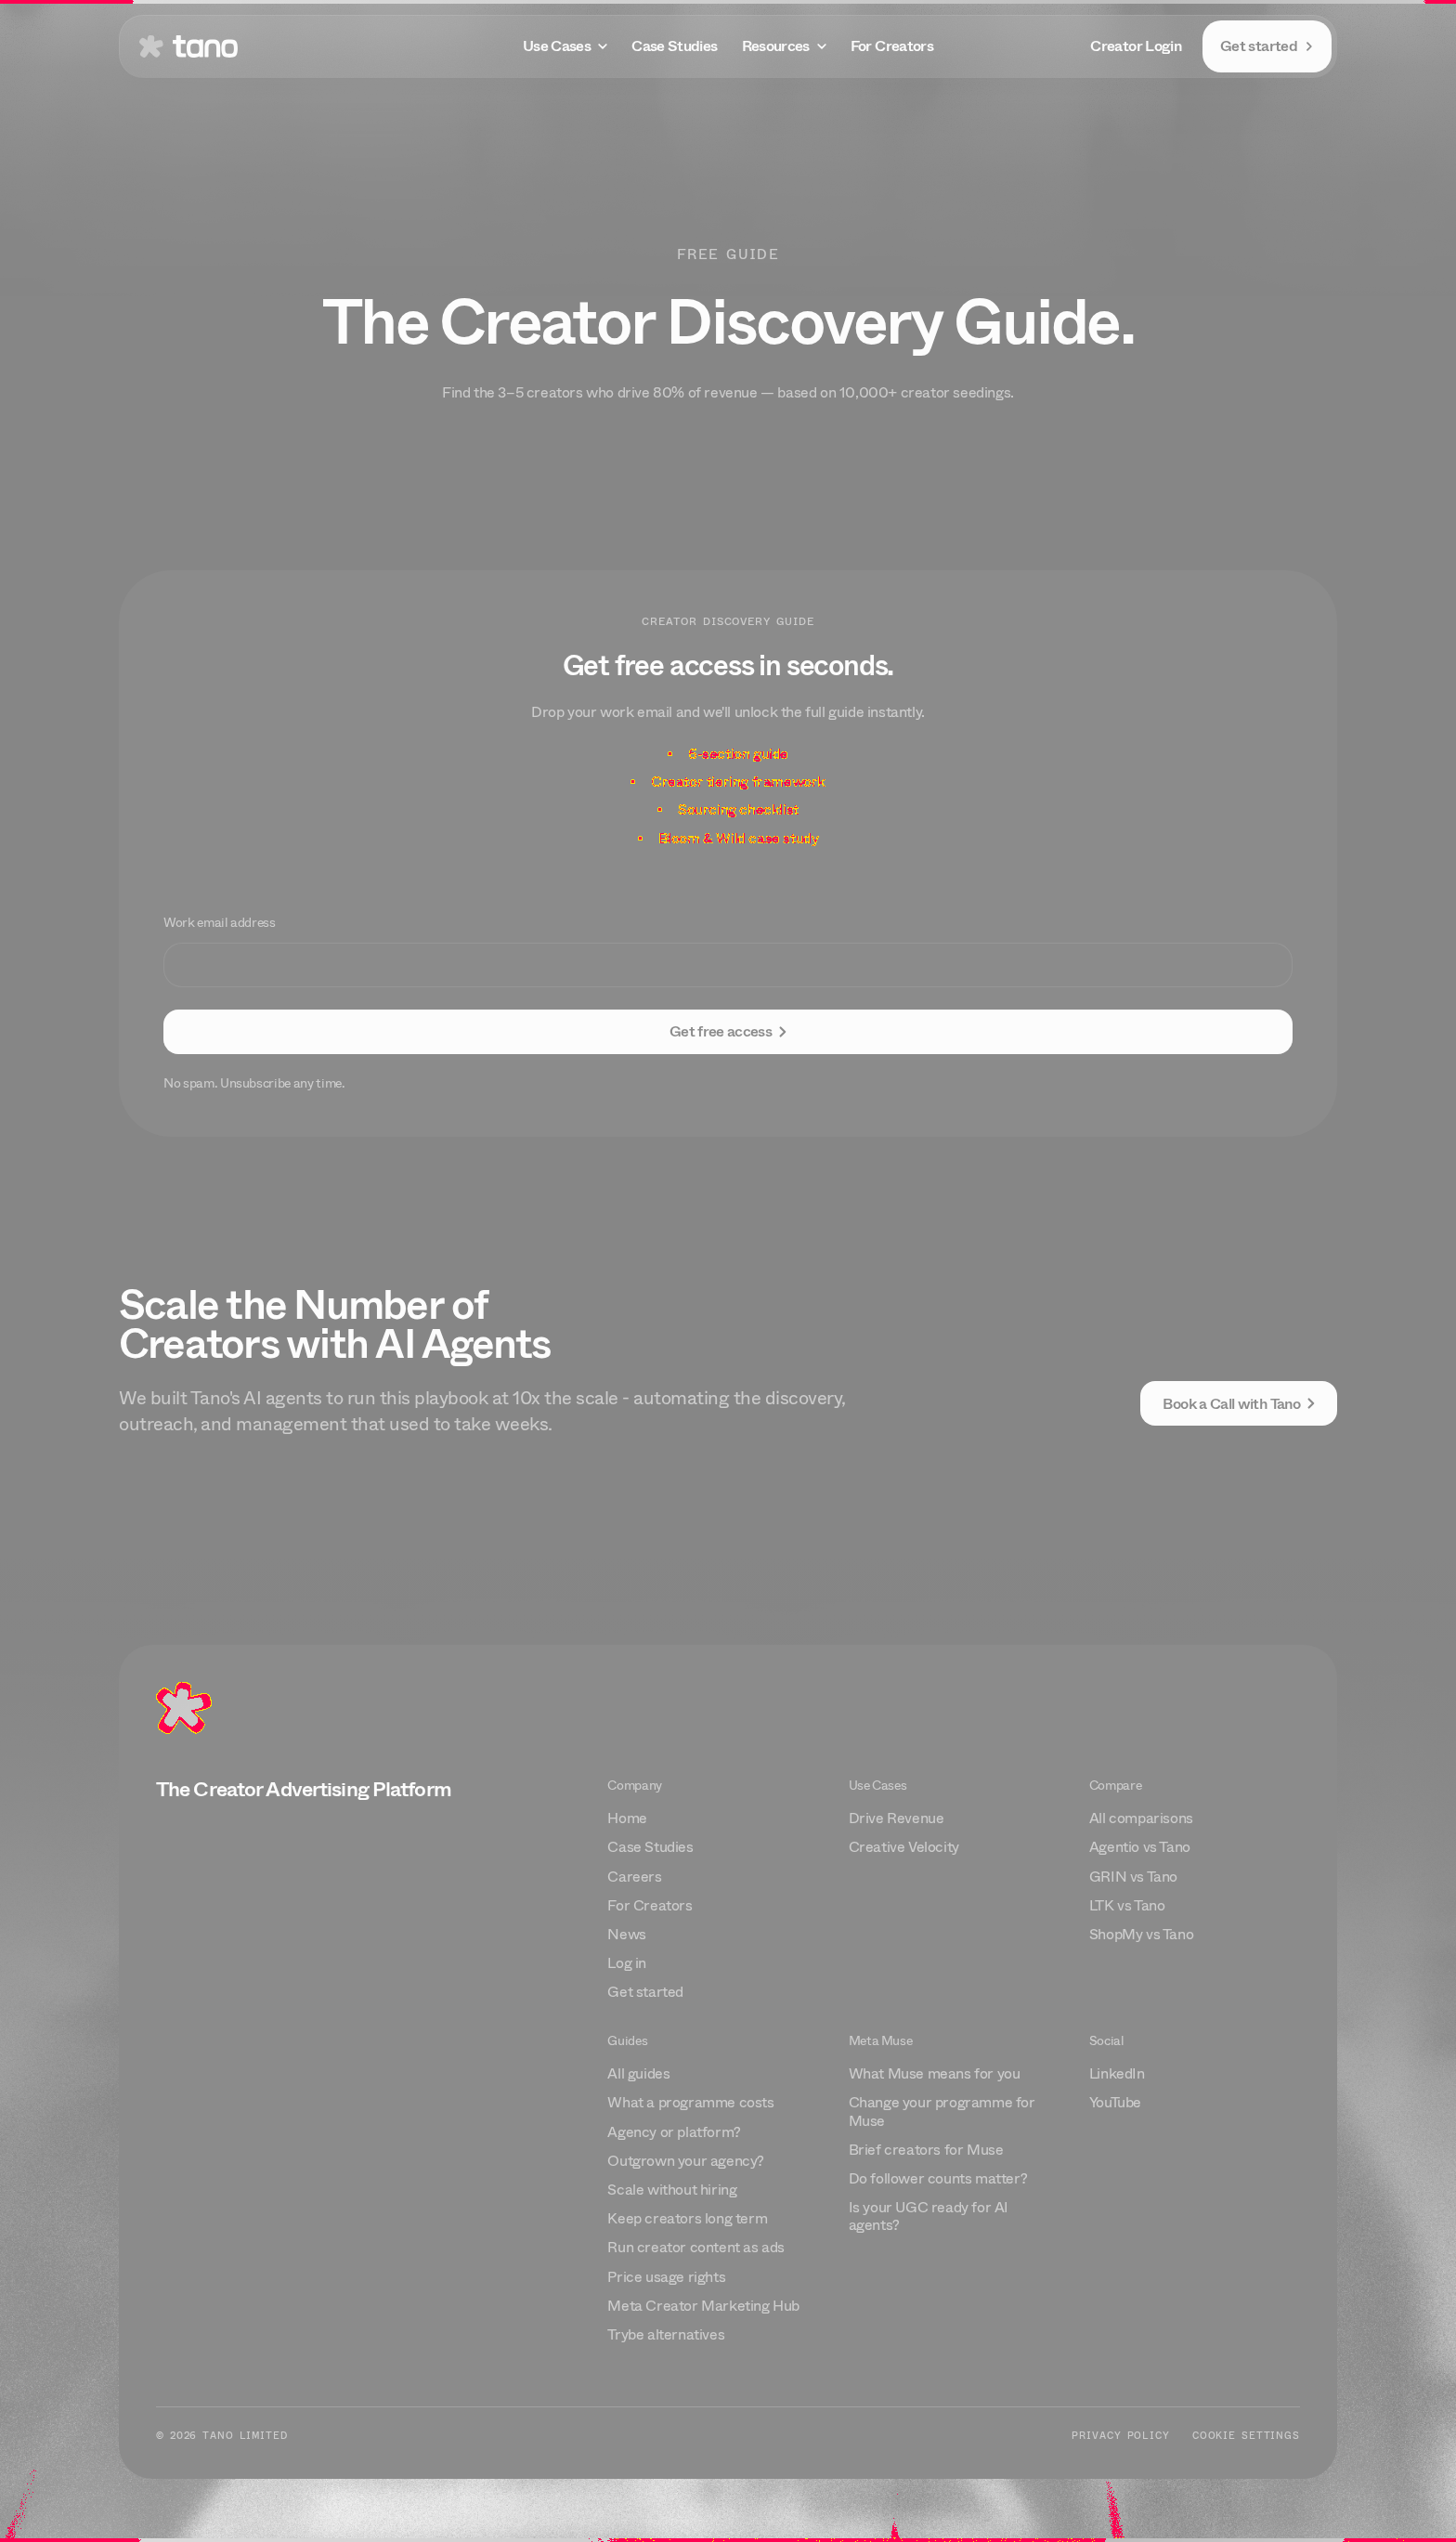 tano
Use Cases
Case Studies
Resources
For Creators
Creator Login
Get started
FREE GUIDE
The Creator Discovery Guide.
Find the 3–5 creators who drive 80% of revenue — based on 10,000+ creator seedings.
CREATOR DISCOVERY GUIDE
Get free access in seconds.
Drop your work email and we'll unlock the full guide instantly.
• -section guide
• Creator tiering framework
• Sourcing checklist
• Bloom & Wild case study
Work email address
Get free access
No spam. Unsubscribe any time.
Scale the Number of
Creators with AI Agents
We built Tano's AI agents to run this playbook at 10x the scale - automating the discovery,
outreach, and management that used to take weeks.
Book a Call with Tano
The Creator Advertising Platform
Company
Home
Case Studies
Careers
For Creators
News
Log in
Get started
Use Cases
Drive Revenue
Creative Velocity
Compare
All comparisons
Agentio vs Tano
GRIN vs Tano
LTK vs Tano
ShopMy vs Tano
Guides
All guides
What a programme costs
Agency or platform?
Outgrown your agency?
Scale without hiring
Keep creators long term
Run creator content as ads
Price usage rights
Meta Creator Marketing Hub
Trybe alternatives
Meta Muse
What Muse means for you
Change your programme for
Muse
Brief creators for Muse
Do follower counts matter?
Is your UGC ready for AI
agents?
Social
LinkedIn
YouTube
© 2026 TANO LIMITED
PRIVACY POLICY
COOKIE SETTINGS